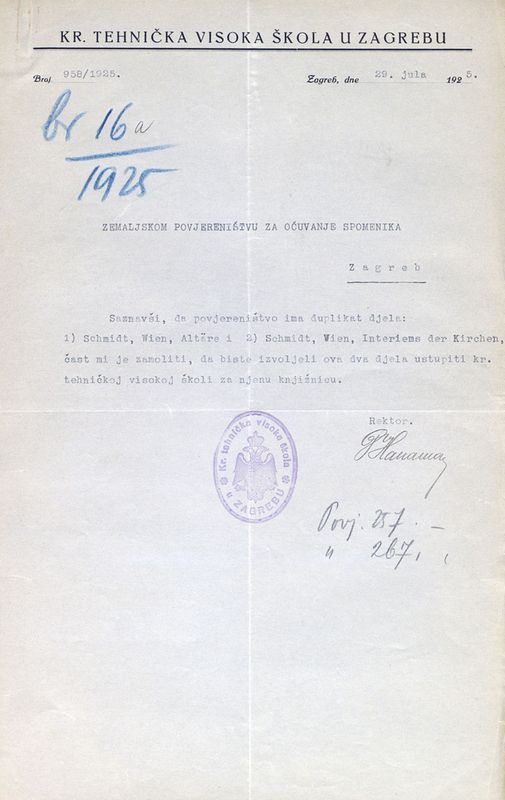 KR. TEHNIČKA VISOKA ŠKOLA U ZAGREBU
Broj 958/1925.
Zagreb, dne 29. jula 1925.
br 16a
1925
ZEMALJSKOM POVJERENIŠTVU ZA OČUVANJE SPOMENIKA
Zagreb
Saznavši, da povjereništvo ima duplikat djela:
1) Schmidt, Wien, Altäre i 2) Schmidt, Wien, Interiems der Kirchen,
čast mi je zamoliti, da biste izvoljeli ova dva djela ustupiti kr.
tehničkoj visokoj školi za njenu knjižnicu.
Rektor.
Kr. tehnička visoka škola
u ZAGREBU
Povj. 257. —
" 267,